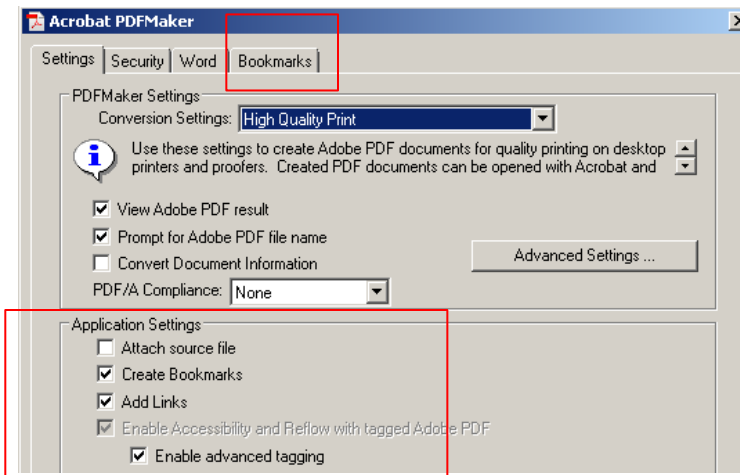 Acrobat PDFMaker
Settings Security Word Bookmarks
PDFMaker Settings
Conversion Settings: High Quality Print
Use these settings to create Adobe PDF documents for quality printing on desktop
printers and proofers. Created PDF documents can be opened with Acrobat and
View Adobe PDF result
Prompt for Adobe PDF file name
Convert Document Information
Advanced Settings ...
PDF/A Compliance: None
Application Settings
Attach source file
Create Bookmarks
Add Links
Enable Accessibility and Reflow with tagged Adobe PDF
Enable advanced tagging